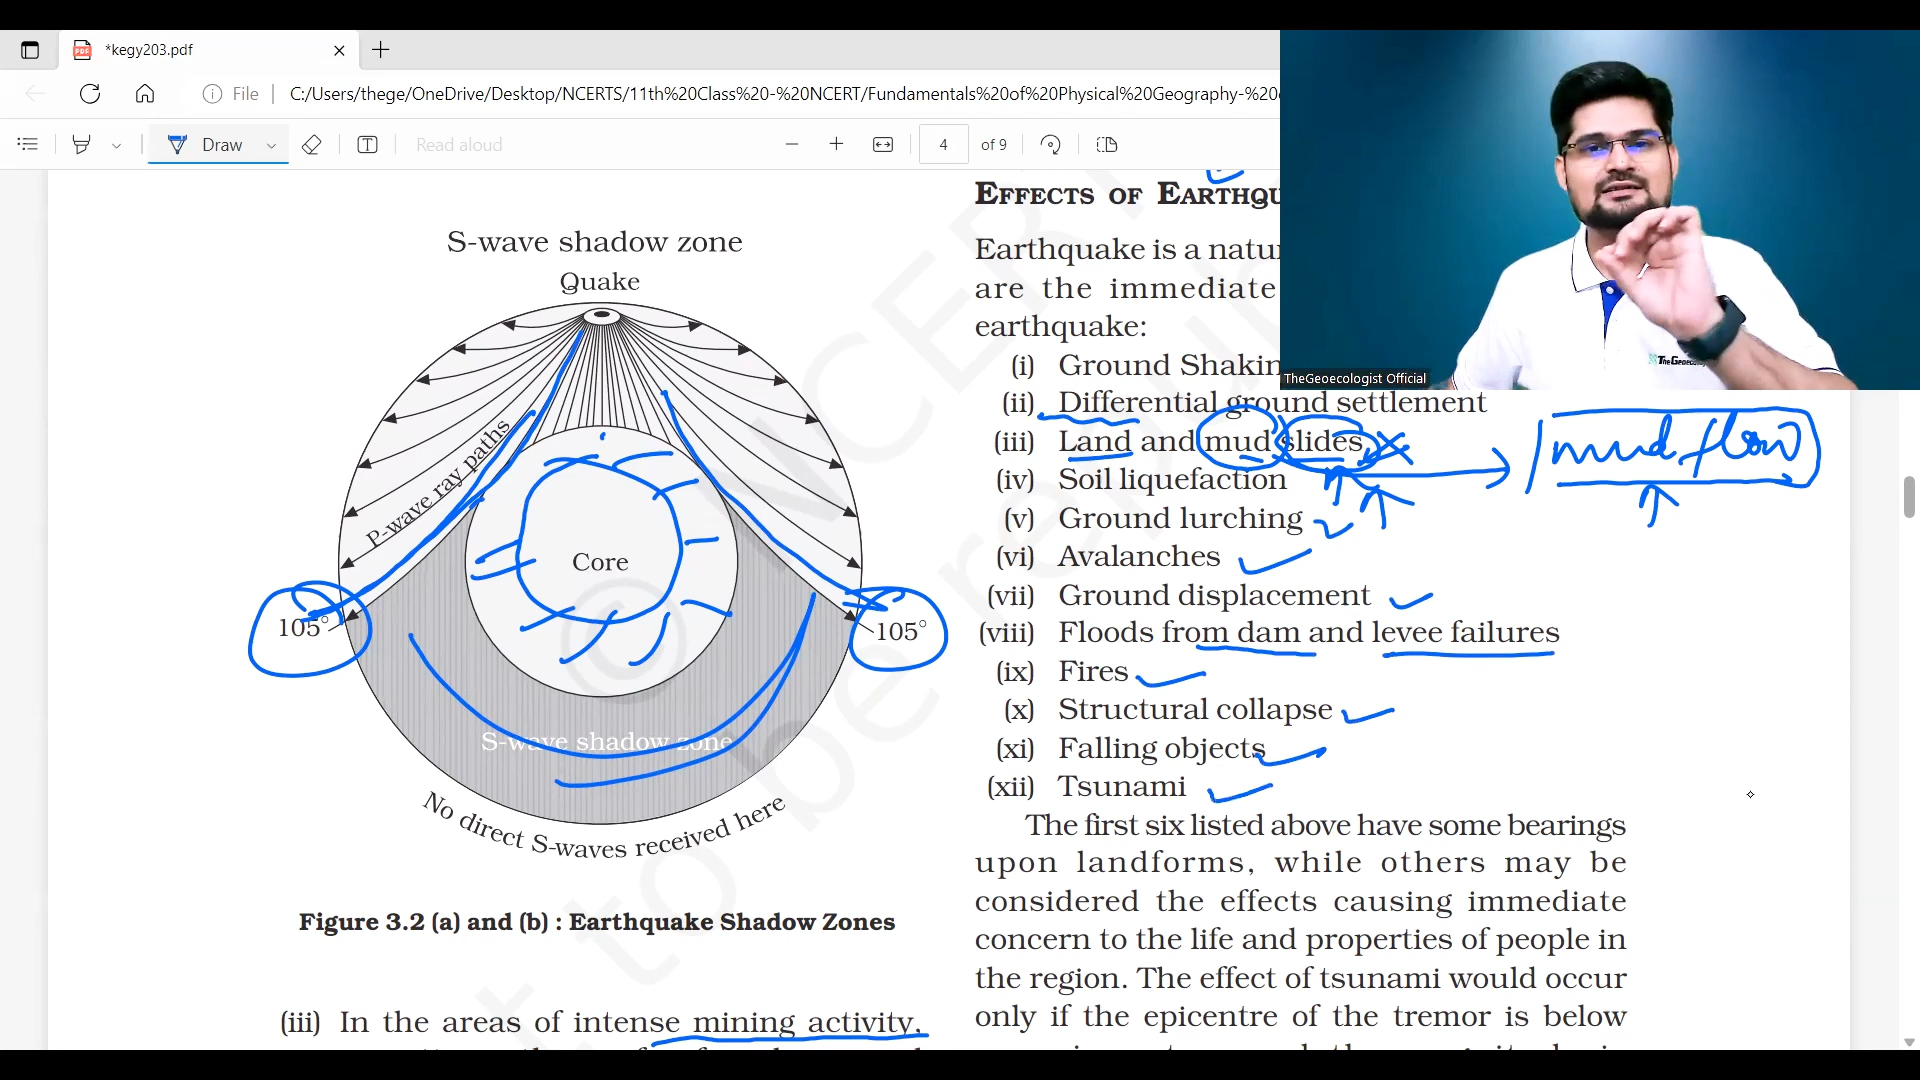 *kegy203.pdf
File
C:/Users/thege/OneDrive/Desktop/NCERTS/11th%20Class%20-%20NCERT/Fundamentals%20of%20Physical%20Geography-%20
Draw
Read aloud
4
of 9
S-wave shadow zone
Quake
P-wave ray paths
Core
105°
105°
S-wave shadow zone
No direct S-waves received here
Figure 3.2 (a) and (b) : Earthquake Shadow Zones
(iii) In the areas of intense mining activity,
EFFECTS OF EARTHQU
Earthquake is a natu
are the immediate
earthquake:
(i) Ground Shakin
(ii) Differential ground settlement
(iii) Land and mud slides
mud flow
(iv) Soil liquefaction
(v) Ground lurching
(vi) Avalanches
(vii) Ground displacement
(viii) Floods from dam and levee failures
(ix) Fires
(x) Structural collapse
(xi) Falling objects
(xii) Tsunami
The first six listed above have some bearings
upon landforms, while others may be
considered the effects causing immediate
concern to the life and properties of people in
the region. The effect of tsunami would occur
only if the epicentre of the tremor is below
TheGeoecologist Official
© NCERT
not to be republ